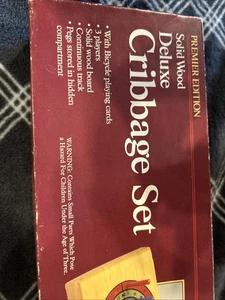 PREMIER EDITION
Solid Wood
Deluxe
Cribbage Set
• With Bicycle playing cards
• 3 players
• Solid wood board
• Continuous track
• Pegs stored in hidden
compartment
WARNING: Contains Small Parts Which Pose
a Hazard For Children Under the Age of Three.